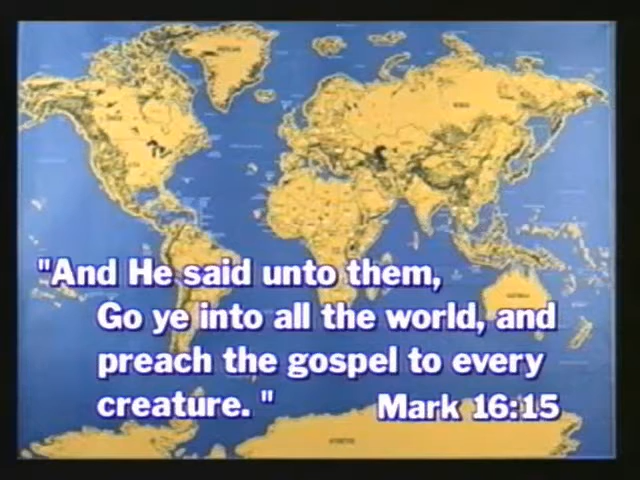 "And He said unto them,
Go ye into all the world, and
preach the gospel to every
creature. "
Mark 16:15